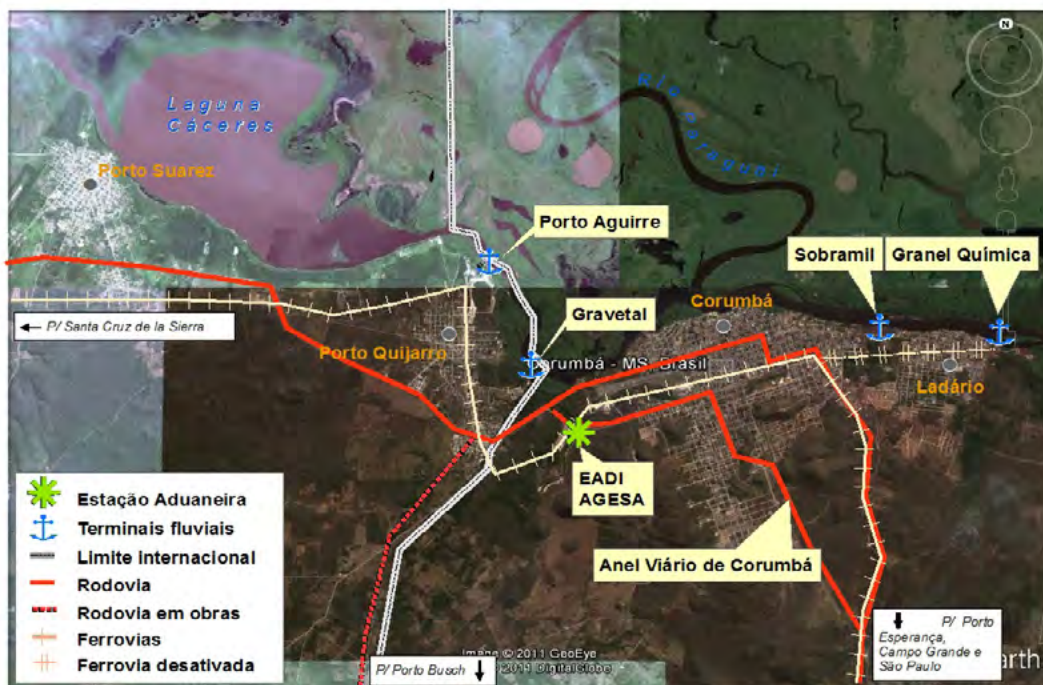 N
Laguna
Cáceres
Rio Paraguai
Porto Suarez
Porto Aguirre
Sobramil
Granel Química
Corumbá
← P/ Santa Cruz de la Sierra
Gravetal
Porto Quijarro
Corumbá - MS, Brasil
Ladário
EADI
AGESA
Anel Viário de Corumbá
Estação Aduaneira
Terminais fluviais
Limite internacional
Rodovia
Rodovia em obras
Ferrovias
Ferrovia desativada
P/ Porto Busch ↓
↓ P/ Porto
Esperança,
Campo Grande e
São Paulo
Image © 2011 GeoEye
2011 DigitalGlobe
arth